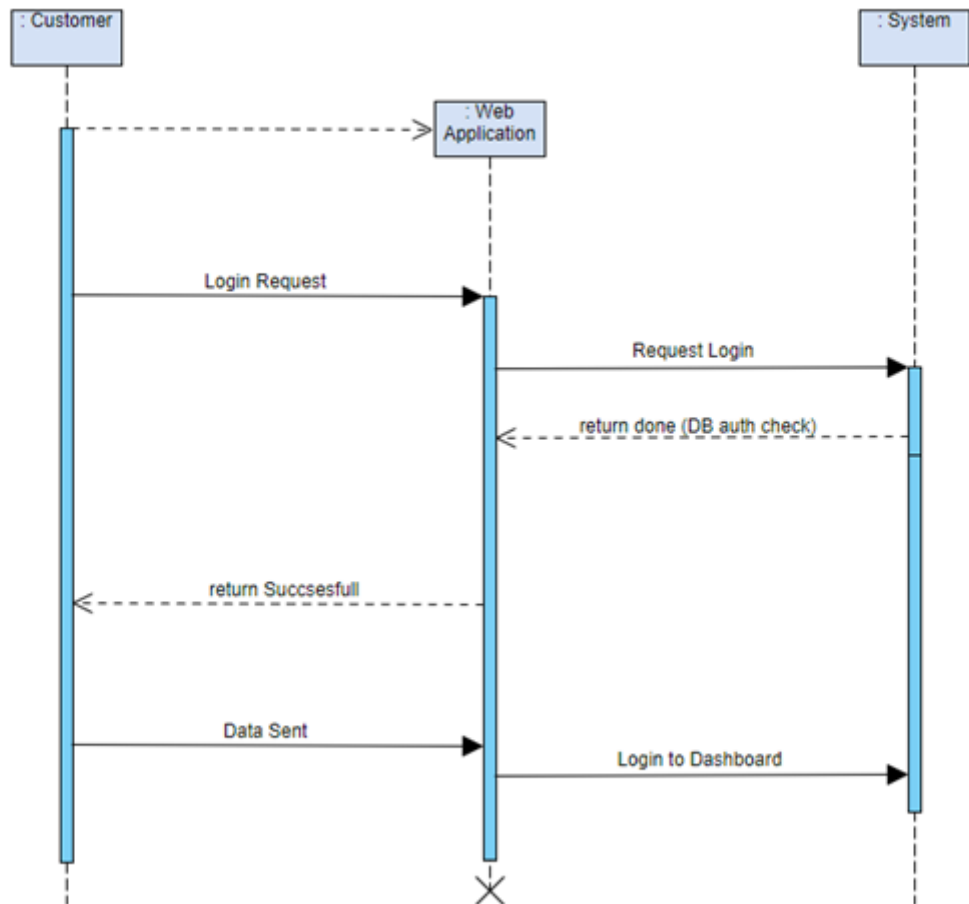 : Customer
: System
: Web
Application
Login Request
Request Login
return done (DB auth check)
return Succsesfull
Data Sent
Login to Dashboard